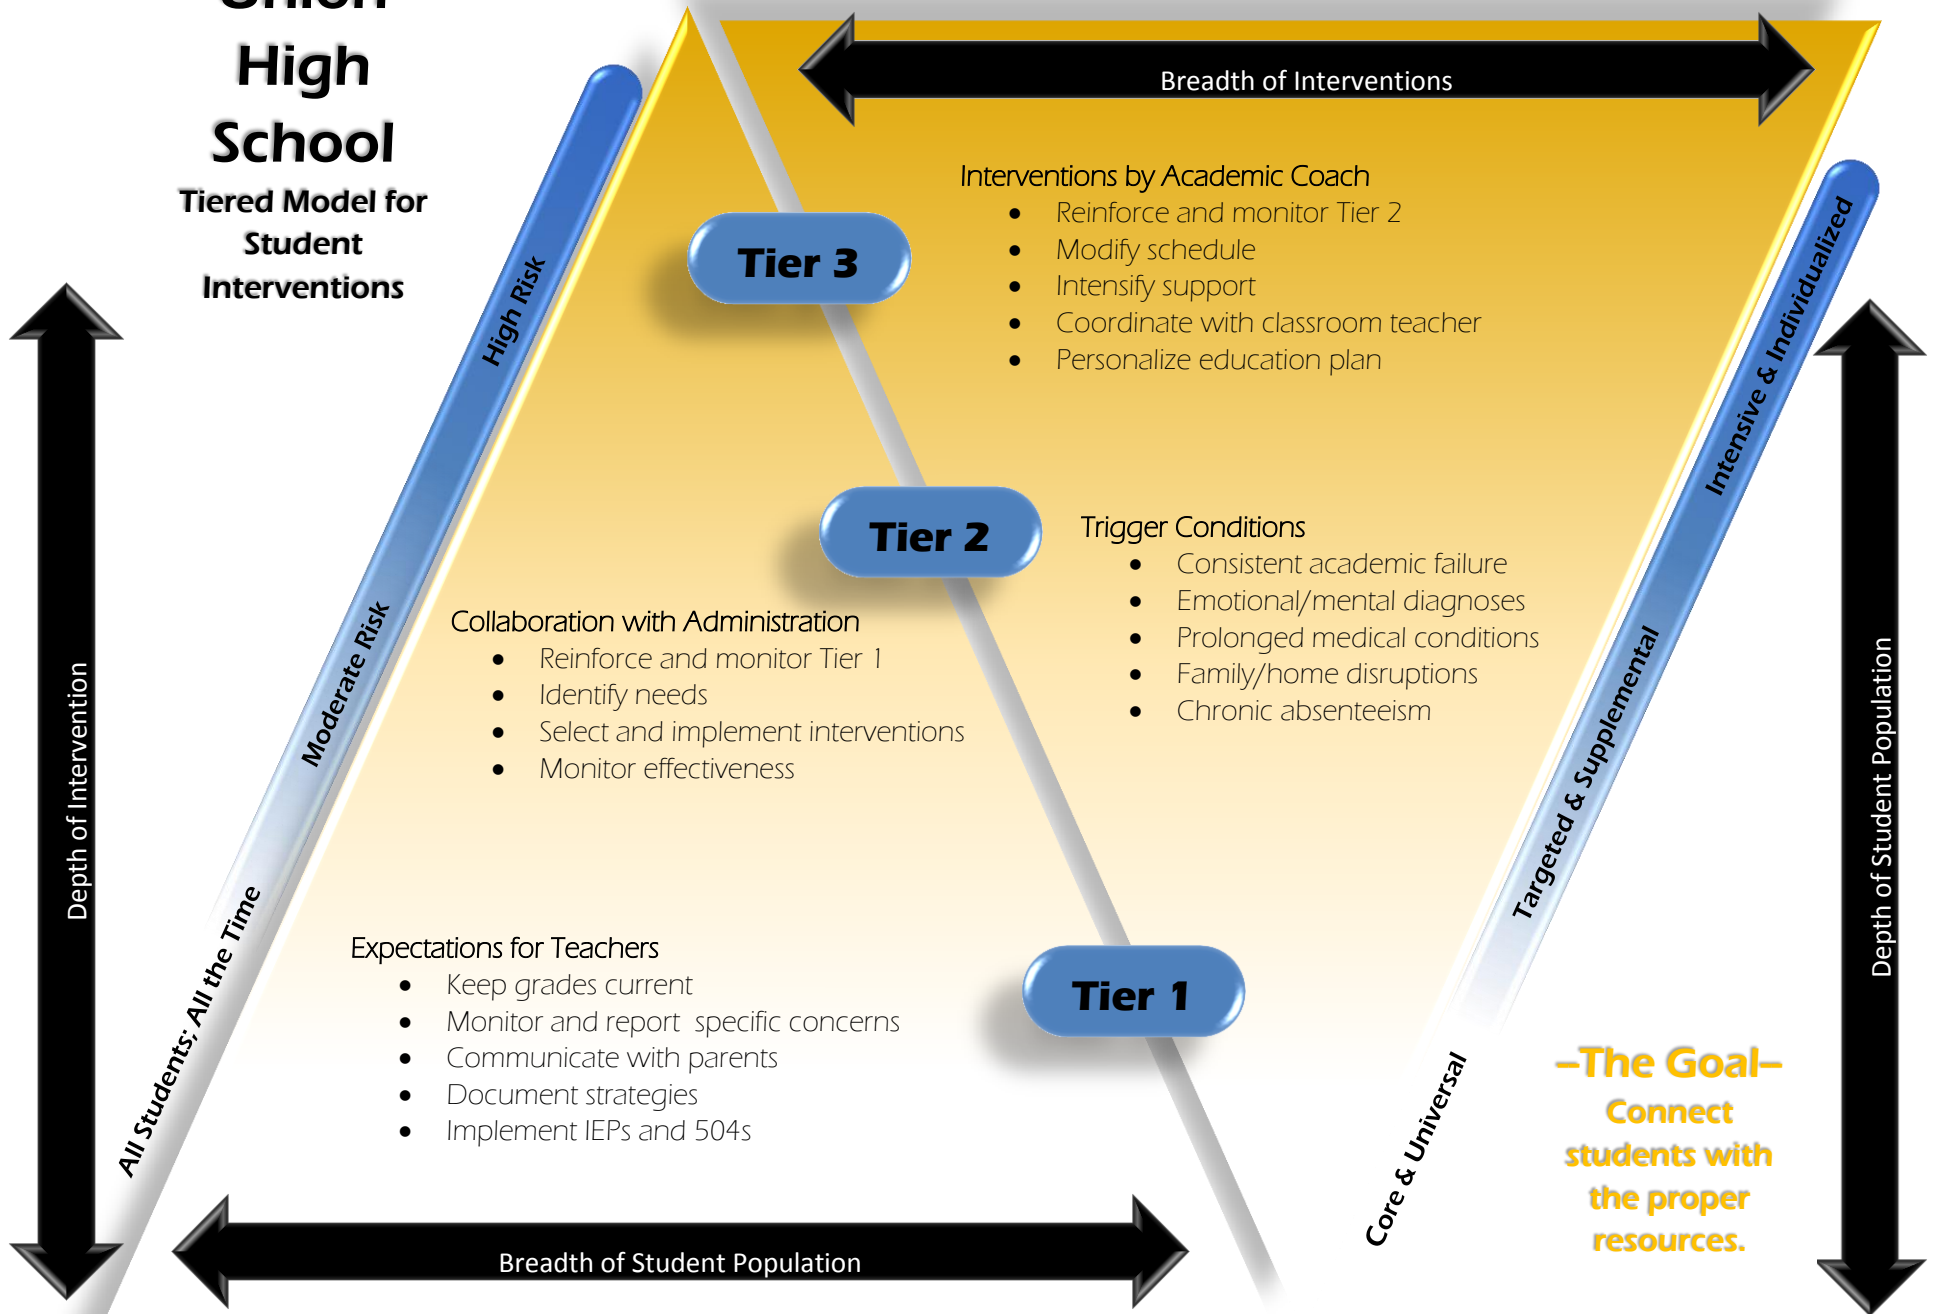 Union
High
School
Tiered Model for
Student
Interventions
Breadth of Interventions
Interventions by Academic Coach
• Reinforce and monitor Tier 2
• Modify schedule
• Intensify support
• Coordinate with classroom teacher
• Personalize education plan
Tier 3
High Risk
Intensive & Individualized
Tier 2
Trigger Conditions
• Consistent academic failure
• Emotional/mental diagnoses
• Prolonged medical conditions
• Family/home disruptions
• Chronic absenteeism
Collaboration with Administration
• Reinforce and monitor Tier 1
• Identify needs
• Select and implement interventions
• Monitor effectiveness
Moderate Risk
Targeted & Supplemental
Depth of Intervention
Depth of Student Population
Expectations for Teachers
• Keep grades current
• Monitor and report specific concerns
• Communicate with parents
• Document strategies
• Implement IEPs and 504s
Tier 1
All Students; All the Time
Core & Universal
–The Goal–
Connect
students with
the proper
resources.
Breadth of Student Population